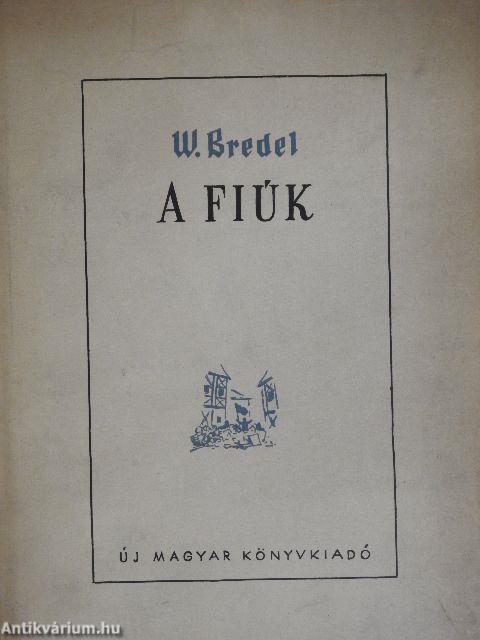 W. Bredel
A FIÚK
ÚJ MAGYAR KÖNYVKIADÓ
Antikvárium.hu